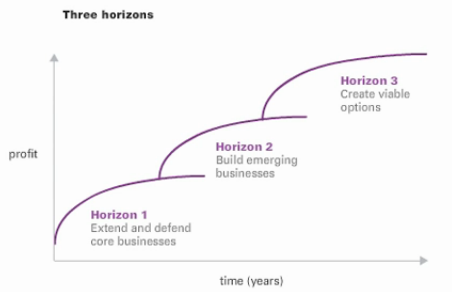 Three horizons
Horizon 3
Create viable
options
Horizon 2
Build emerging
businesses
profit
Horizon 1
Extend and defend
core businesses
time (years)